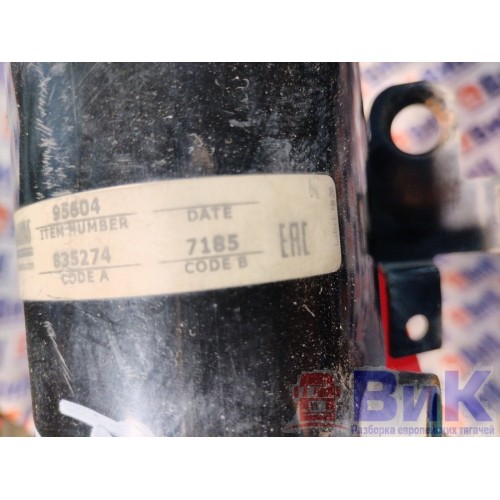 95604
ITEM NUMBER
DATE
835274
7185
CODE A
CODE B
EAC
ВиК
Разборка европейских тягачей